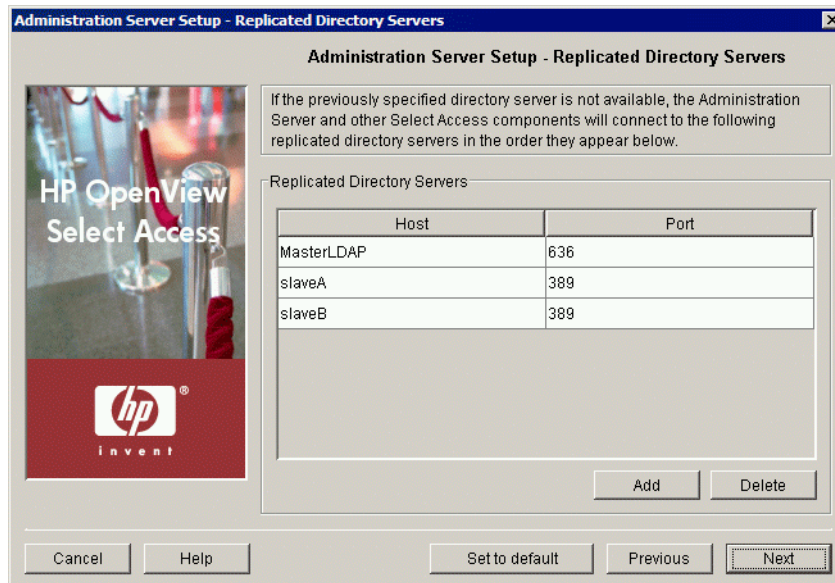 Administration Server Setup - Replicated Directory Servers
Administration Server Setup - Replicated Directory Servers
HP OpenView
Select Access
hp
®
invent
If the previously specified directory server is not available, the Administration
Server and other Select Access components will connect to the following
replicated directory servers in the order they appear below.
Replicated Directory Servers
Host Port
MasterLDAP 636
slaveA 389
slaveB 389
Add Delete
Cancel Help Set to default Previous Next